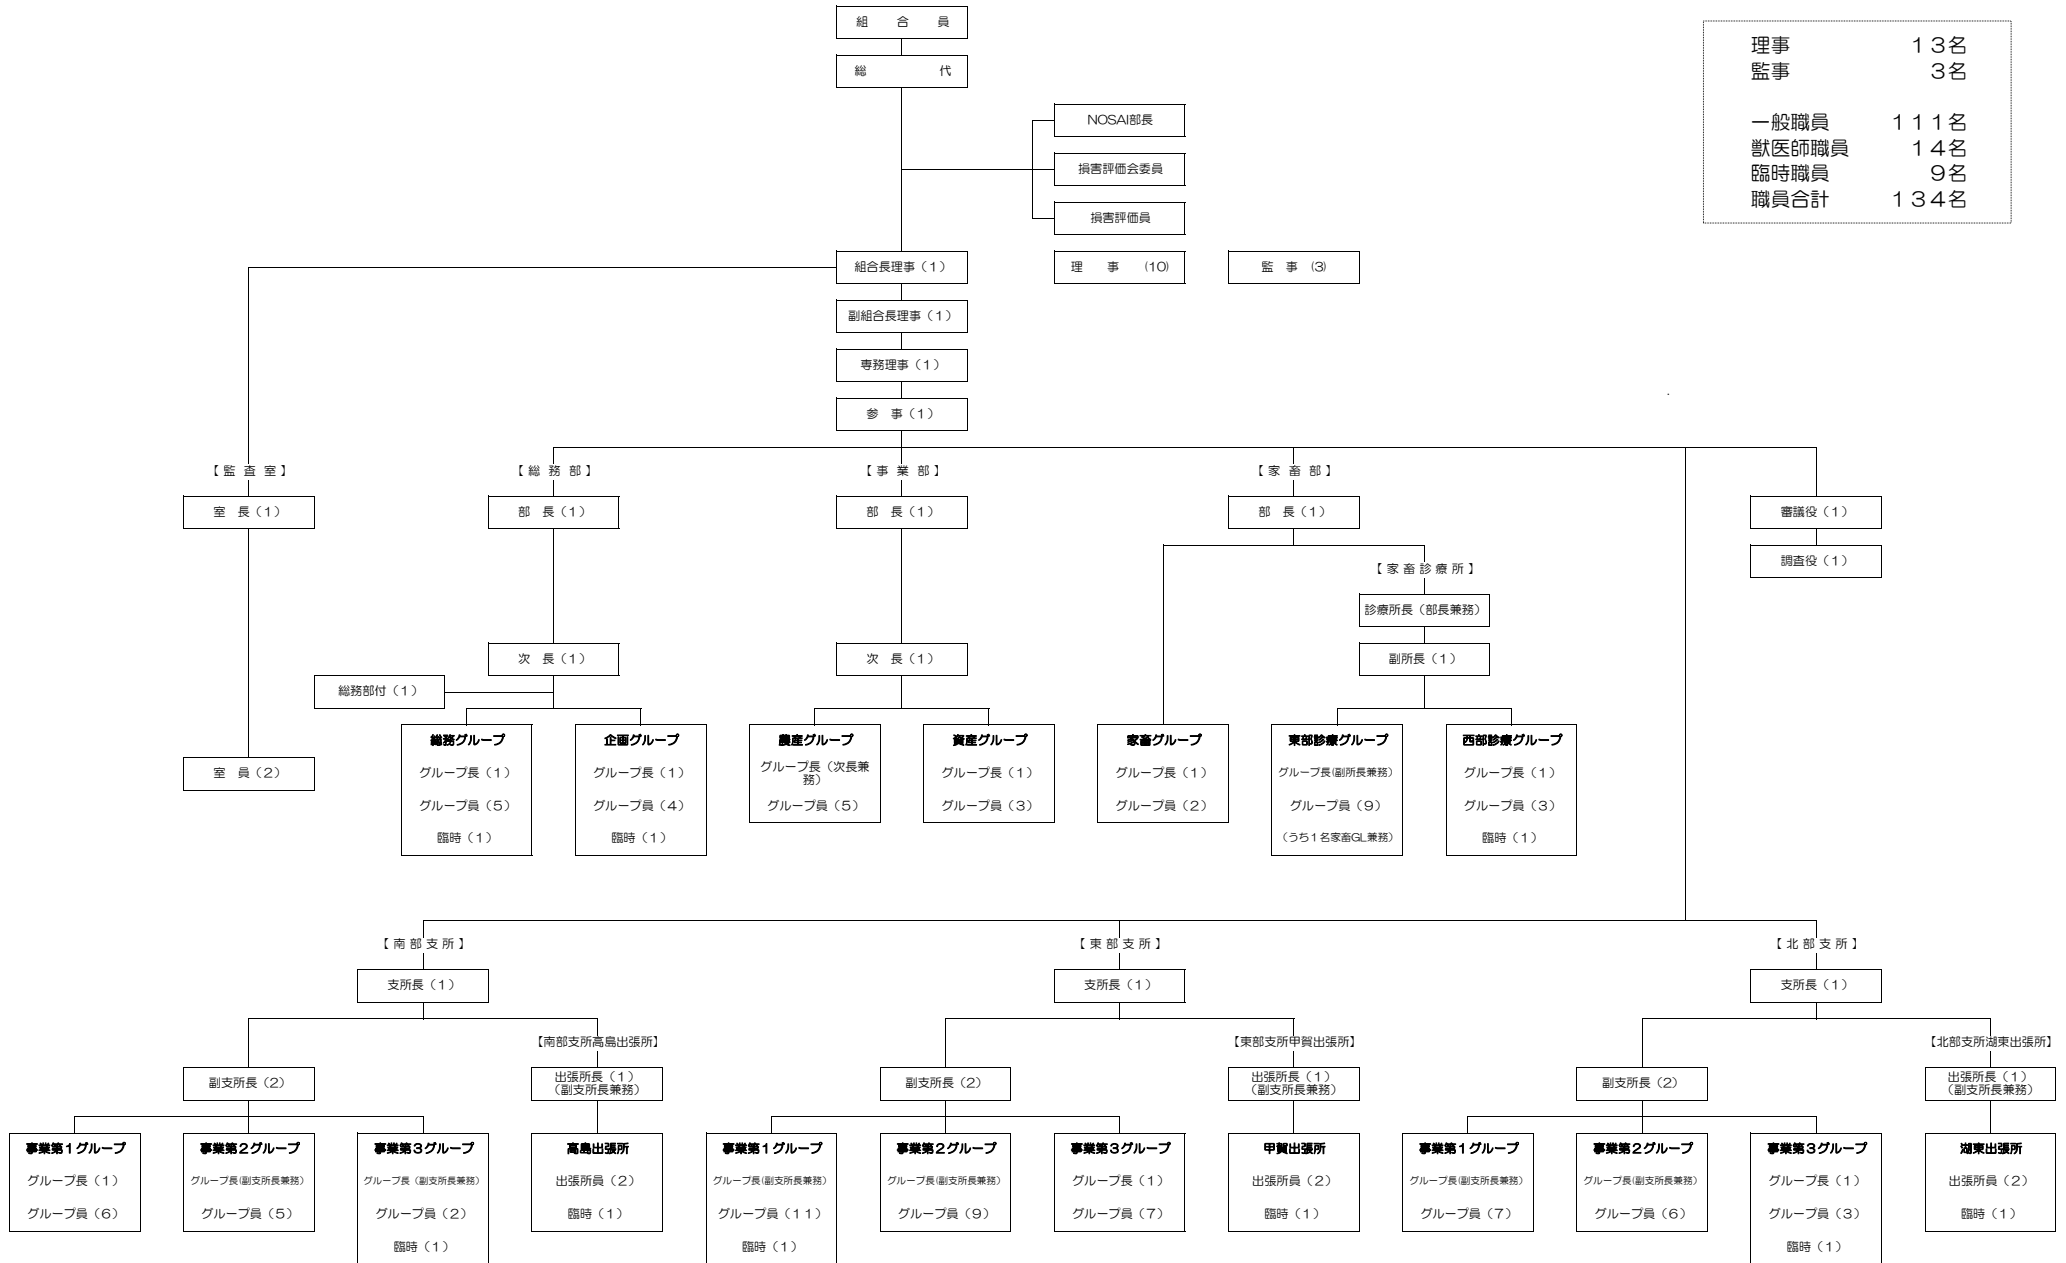 組　合　員
総　　　代
理事　１３名
監事　３名
一般職員　１１１名
獣医師職員　１４名
臨時職員　９名
職員合計　１３４名
NOSAI部長
損害評価会委員
損害評価員
組合長理事（１）
理　事　(10)
監　事　(3)
副組合長理事（１）
専務理事（１）
参　事（１）
【 監 査 室 】
【 総 務 部 】
【 事 業 部 】
【 家 畜 部 】
室　長（１）
部　長（１）
部　長（１）
部　長（１）
審議役（１）
調査役（１）
【 家 畜 診 療 所 】
診療所長（部長兼務）
次　長（１）
次　長（１）
副所長（１）
総務部付（１）
室　員（２）
総務グループ
グループ長（１）
グループ員（５）
臨時（１）
企画グループ
グループ長（１）
グループ員（４）
臨時（１）
農産グループ
グループ長（次長兼
務）
グループ員（５）
資産グループ
グループ長（１）
グループ員（３）
家畜グループ
グループ長（１）
グループ員（２）
東部診療グループ
グループ長(副所長兼務)
グループ員（９）
（うち１名家畜GL兼務）
西部診療グループ
グループ長（１）
グループ員（３）
臨時（１）
【 南 部 支 所 】
【 東 部 支 所 】
【 北 部 支 所 】
支所長（１）
支所長（１）
支所長（１）
【南部支所高島出張所】
【東部支所甲賀出張所】
【北部支所湖東出張所】
副支所長（２）
出張所長（１）
（副支所長兼務）
副支所長（２）
出張所長（１）
（副支所長兼務）
副支所長（２）
出張所長（１）
（副支所長兼務）
事業第１グループ
グループ長（１）
グループ員（６）
事業第２グループ
グループ長(副支所長兼務)
グループ員（５）
事業第３グループ
グループ長（副支所長兼務）
グループ員（２）
臨時（１）
高島出張所
出張所員（２）
臨時（１）
事業第１グループ
グループ長(副支所長兼務)
グループ員（１１）
臨時（１）
事業第２グループ
グループ長(副支所長兼務)
グループ員（９）
事業第３グループ
グループ長（１）
グループ員（７）
甲賀出張所
出張所員（２）
臨時（１）
事業第１グループ
グループ長(副支所長兼務)
グループ員（７）
事業第２グループ
グループ長(副支所長兼務)
グループ員（６）
事業第３グループ
グループ長（１）
グループ員（３）
臨時（１）
湖東出張所
出張所員（２）
臨時（１）